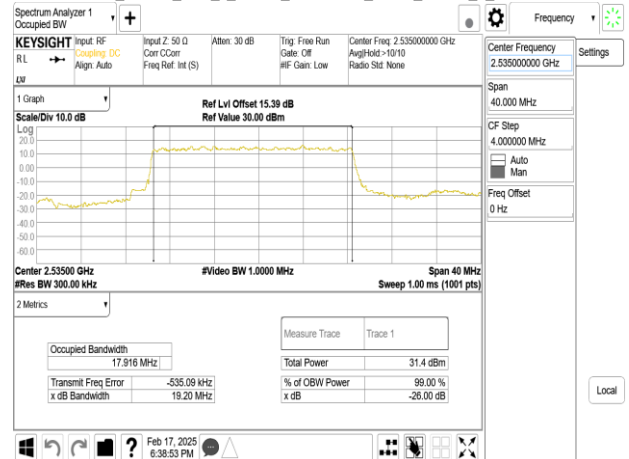 Spectrum Analyzer 1
Occupied BW
Frequency
KEYSIGHT
RL
Input: RF
Coupling: DC
Align: Auto
Input Z: 50 Ω
Corr CCorr
Freq Ref: Int (S)
Atten: 30 dB
Trig: Free Run
Gate: Off
#IF Gain: Low
Center Freq: 2.535000000 GHz
Avg|Hold:>10/10
Radio Std: None
Center Frequency
2.535000000 GHz
Settings
Span
40.000 MHz
CF Step
4.000000 MHz
Auto
Man
Freq Offset
0 Hz
Local
1 Graph
Scale/Div 10.0 dB
Ref Lvl Offset 15.39 dB
Ref Value 30.00 dBm
Log
20.0
10.0
0.00
-10.0
-20.0
-30.0
-40.0
-50.0
-60.0
Center 2.53500 GHz
#Video BW 1.0000 MHz
Span 40 MHz
#Res BW 300.00 kHz
Sweep 1.00 ms (1001 pts)
2 Metrics
Measure Trace Trace 1
Occupied Bandwidth
17.916 MHz
Total Power 31.4 dBm
Transmit Freq Error -535.09 kHz
% of OBW Power 99.00 %
x dB Bandwidth 19.20 MHz
x dB -26.00 dB
Feb 17, 2025
6:38:53 PM